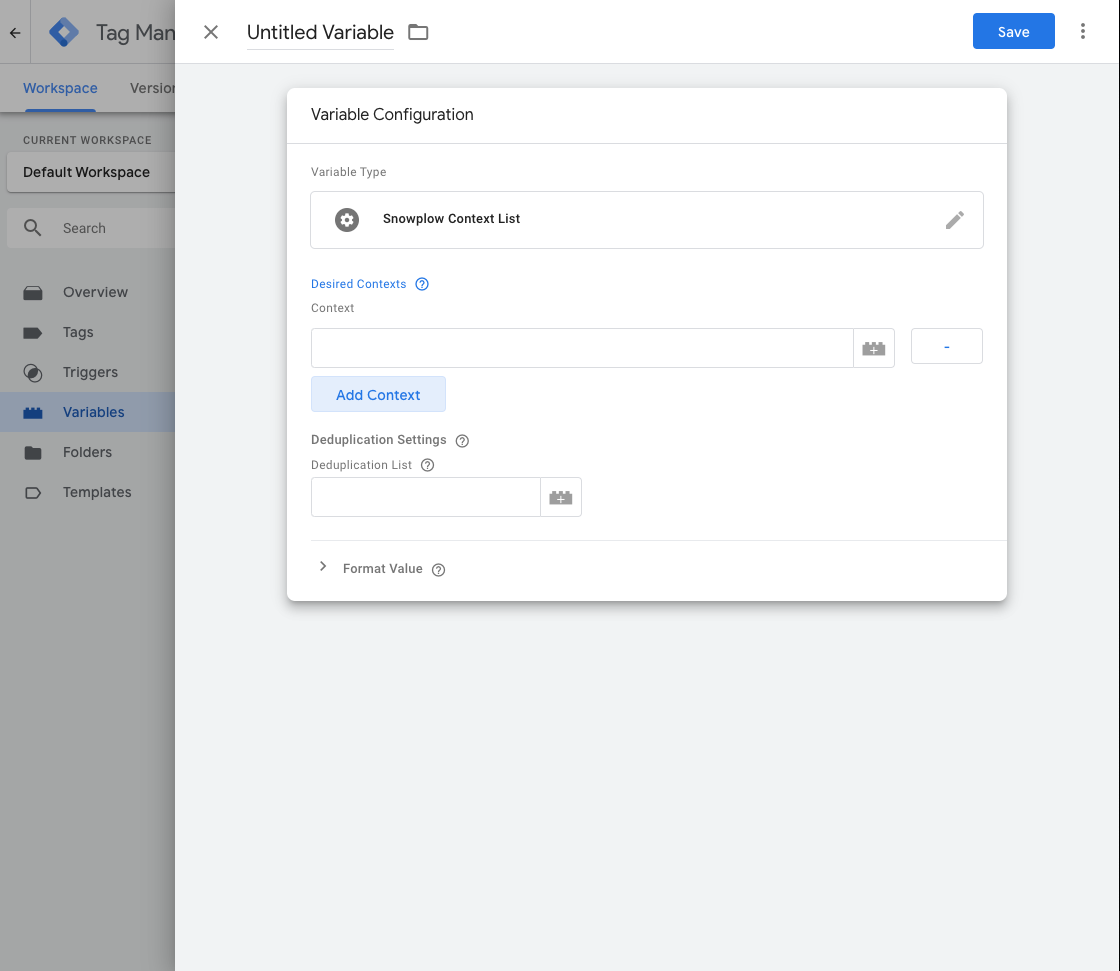 Tag Man
Untitled Variable
Save
Workspace
Version
CURRENT WORKSPACE
Default Workspace
Search
Overview
Tags
Triggers
Variables
Folders
Templates
Variable Configuration
Variable Type
Snowplow Context List
Desired Contexts
Context
-
Add Context
Deduplication Settings
Deduplication List
Format Value